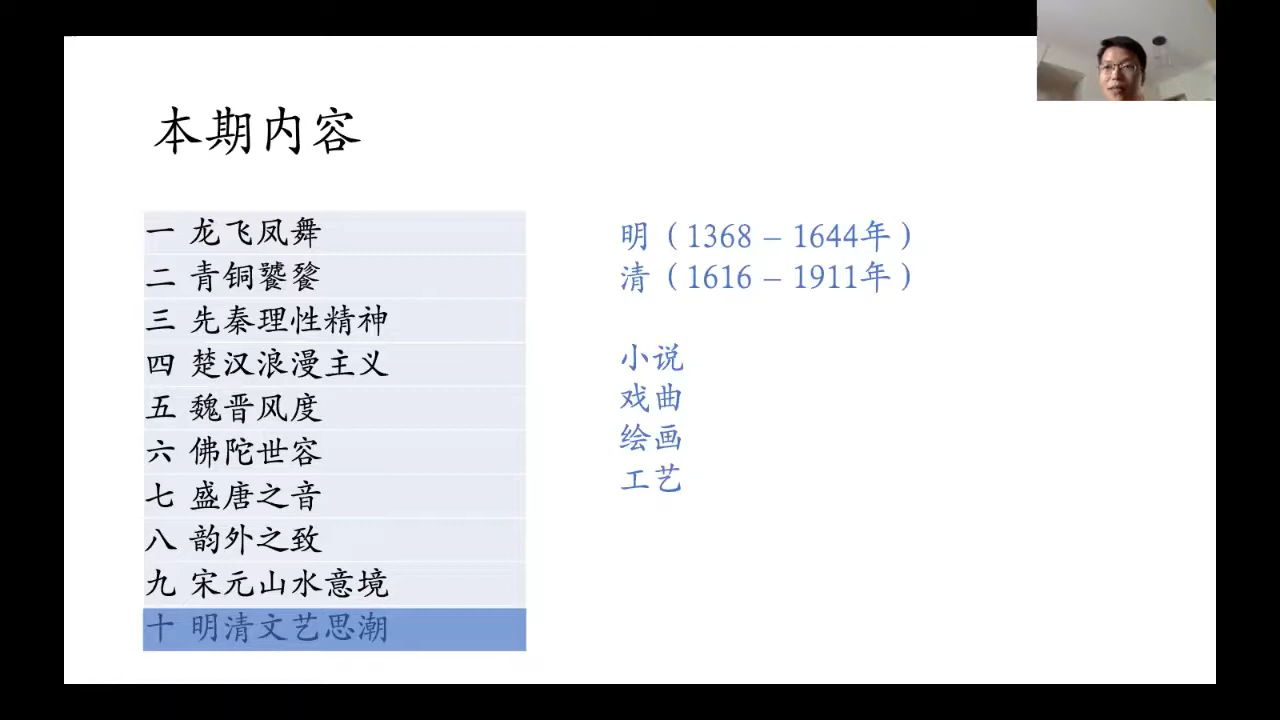 本期内容
一 龙飞凤舞
二 青铜饕餮
三 先秦理性精神
四 楚汉浪漫主义
五 魏晋风度
六 佛陀世容
七 盛唐之音
八 韵外之致
九 宋元山水意境
十 明清文艺思潮
明（1368 – 1644年）
清（1616 – 1911年）
小说
戏曲
绘画
工艺